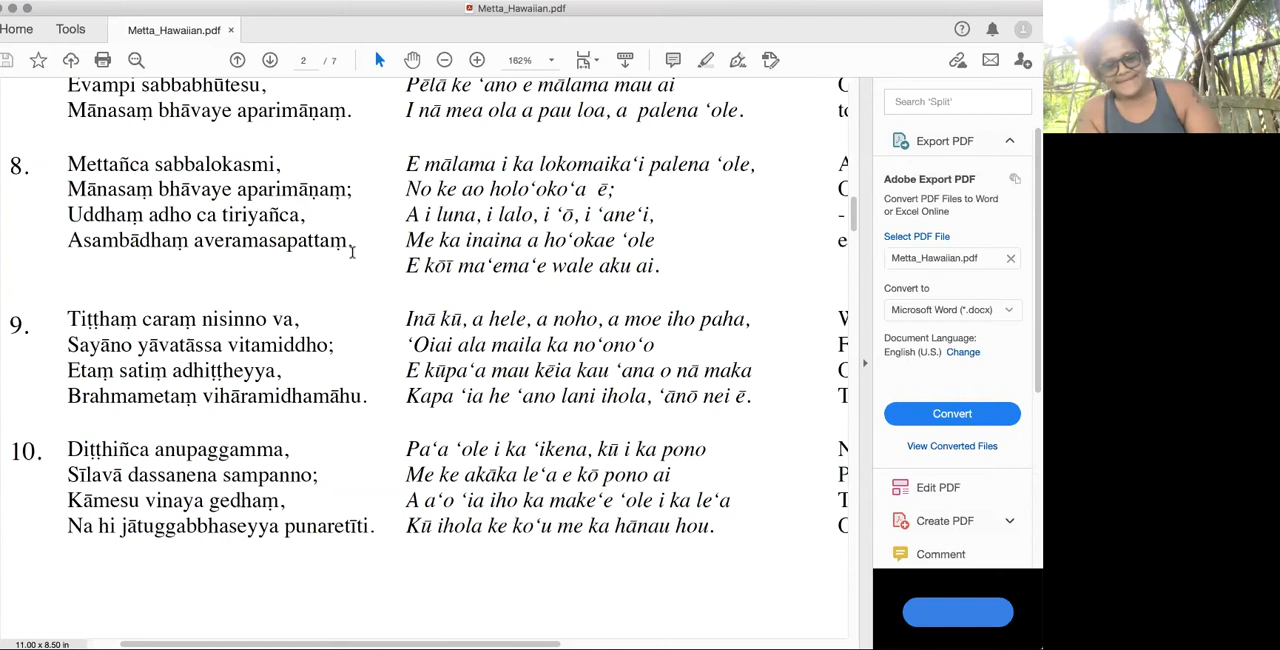 Metta_Hawaiian.pdf
Home Tools Metta_Hawaiian.pdf ×
2 / 7 162%
Evampi sabbabhūtesu, Pēlā ke ʻano e mālama mau ai
Mānasaṃ bhāvaye aparimāṇaṃ. I nā mea ola a pau loa, a palena ʻole.
8. Mettañca sabbalokasmi, E mālama i ka lokomaikaʻi palena ʻole, A
Mānasaṃ bhāvaye aparimāṇaṃ; No ke ao holoʻokoʻa ē; O
Uddhaṃ adho ca tiriyañca, A i luna, i lalo, i ʻō, i ʻaneʻi, -
Asambādhaṃ averamasapattaṃ. Me ka inaina a hoʻokae ʻole e
E kōī maʻemaʻe wale aku ai.
9. Tiṭṭhaṃ caraṃ nisinno va, Inā kū, a hele, a noho, a moe iho paha, W
Sayāno yāvatāssa vitamiddho; ʻOiai ala maila ka noʻonoʻo F
Etaṃ satiṃ adhiṭṭheyya, E kūpaʻa mau kēia kau ʻana o nā maka O
Brahmametaṃ vihāramidhamāhu. Kapa ʻia he ʻano lani ihola, ʻānō nei ē. T
10. Diṭṭhiñca anupaggamma, Paʻa ʻole i ka ʻikena, kū i ka pono N
Sīlavā dassanena sampanno; Me ke akāka leʻa e kō pono ai P
Kāmesu vinaya gedhaṃ, A aʻo ʻia iho ka makeʻe ʻole i ka leʻa T
Na hi jātuggabbhaseyya punaretīti. Kū ihola ke koʻu me ka hānau hou. O
11.00 x 8.50 in
Search ‘Split’
Export PDF
Adobe Export PDF
Convert PDF Files to Word
or Excel Online
Select PDF File
Metta_Hawaiian.pdf ×
Convert to
Microsoft Word (*.docx)
Document Language:
English (U.S.) Change
Convert
View Converted Files
Edit PDF
Create PDF
Comment